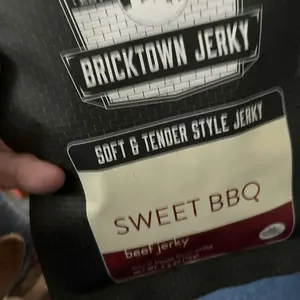 BRICKTOWN JERKY
SOFT & TENDER STYLE JERKY
SWEET BBQ
beef jerky